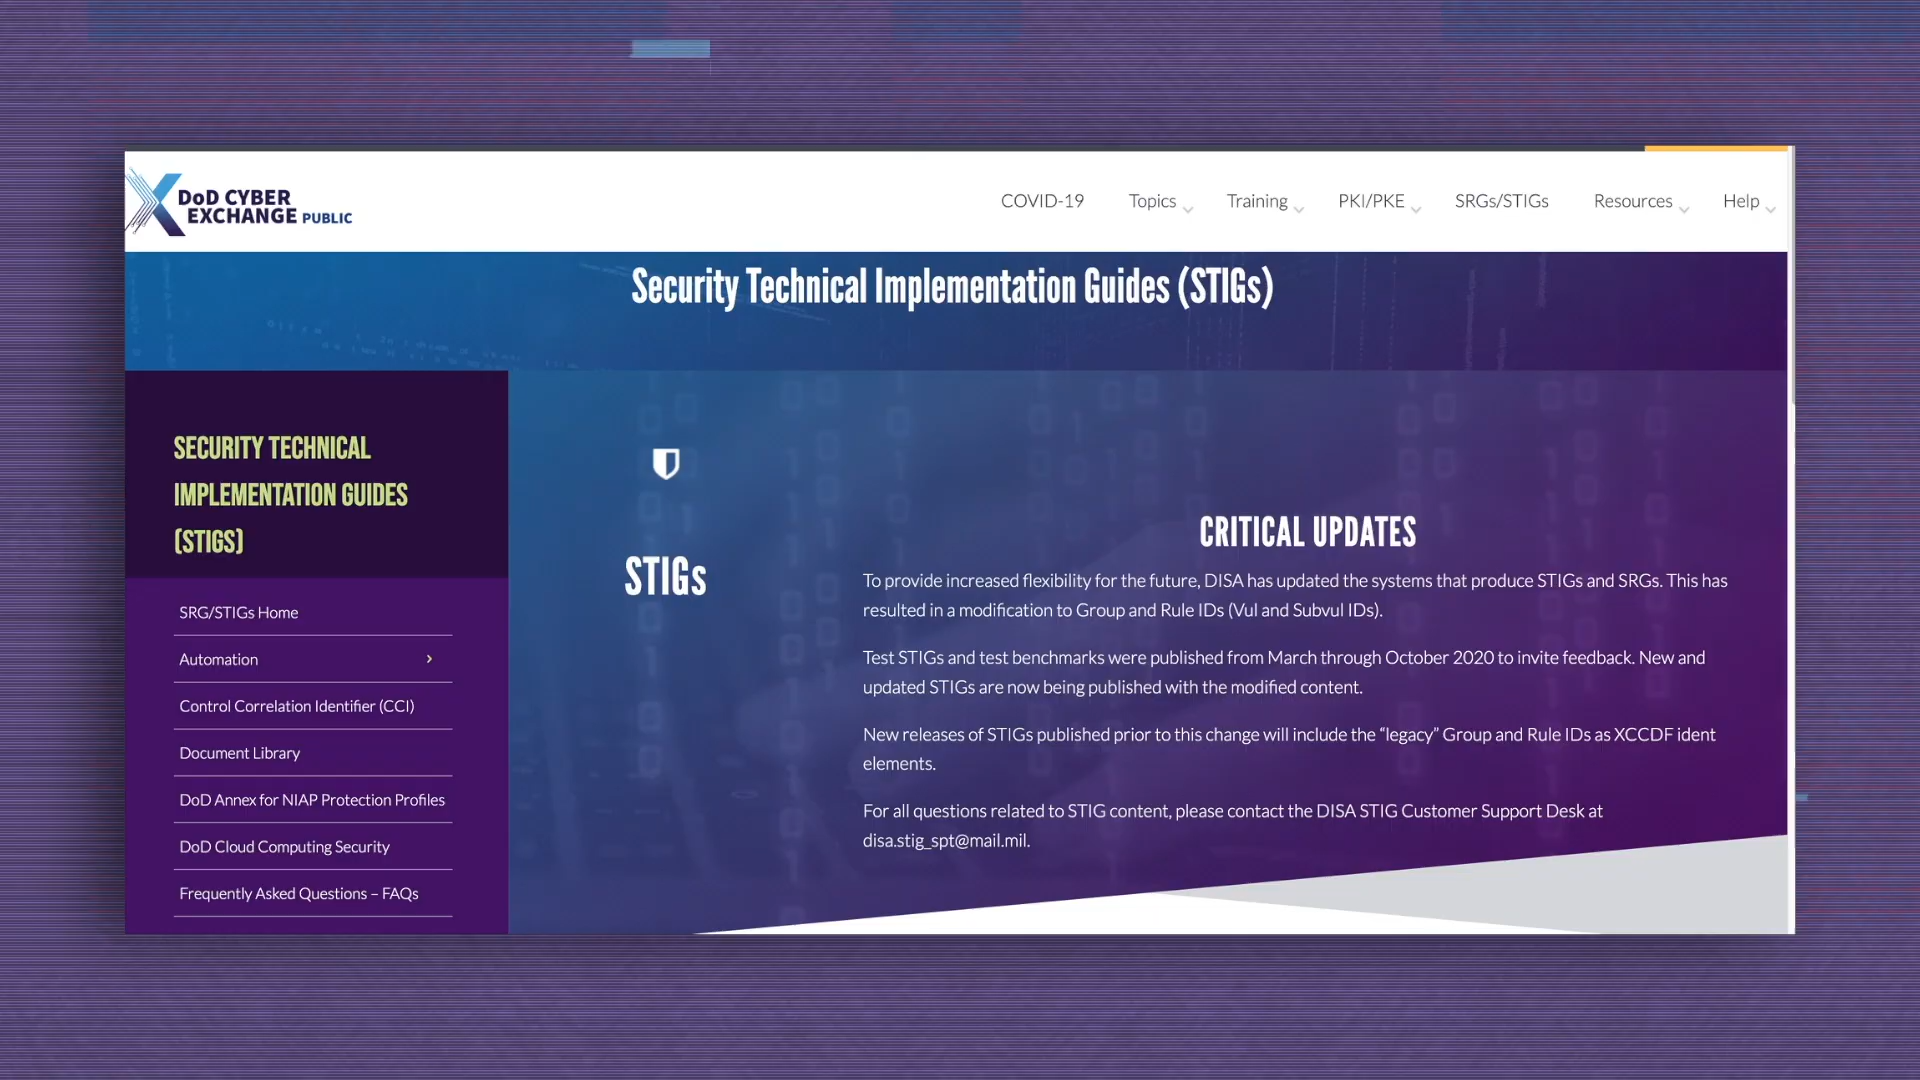 DoD CYBER
EXCHANGE PUBLIC
COVID-19
Topics
Training
PKI/PKE
SRGs/STIGs
Resources
Help
Security Technical Implementation Guides (STIGs)
SECURITY TECHNICAL
IMPLEMENTATION GUIDES
(STIGS)
SRG/STIGs Home
Automation
Control Correlation Identifier (CCI)
Document Library
DoD Annex for NIAP Protection Profiles
DoD Cloud Computing Security
Frequently Asked Questions – FAQs
STIGs
CRITICAL UPDATES
To provide increased flexibility for the future, DISA has updated the systems that produce STIGs and SRGs. This has
resulted in a modification to Group and Rule IDs (Vul and Subvul IDs).
Test STIGs and test benchmarks were published from March through October 2020 to invite feedback. New and
updated STIGs are now being published with the modified content.
New releases of STIGs published prior to this change will include the “legacy” Group and Rule IDs as XCCDF ident
elements.
For all questions related to STIG content, please contact the DISA STIG Customer Support Desk at
disa.stig_spt@mail.mil.